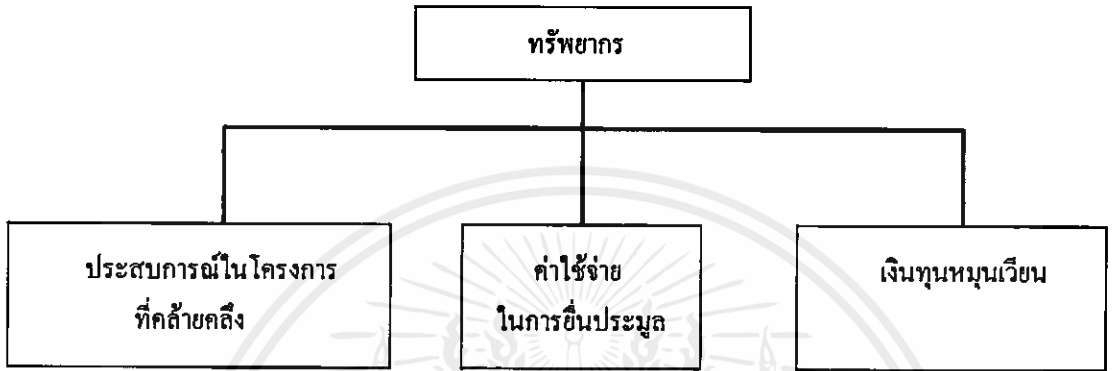 ทรัพยากร
ประสบการณ์ในโครงการ
ที่คล้ายคลึง
ค่าใช้จ่าย
ในการยื่นประมูล
เงินทุนหมุนเวียน